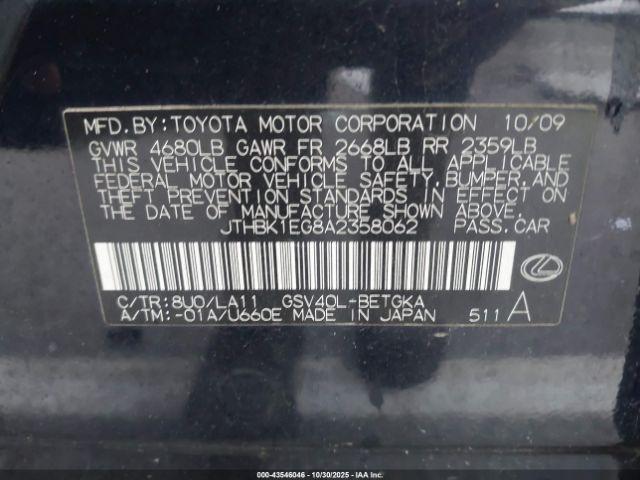 MFD. BY: TOYOTA MOTOR CORPORATION 10/09
GVWR 4680LB GAWR FR 2668LB RR 2359LB
THIS VEHICLE CONFORMS TO ALL APPLICABLE
FEDERAL MOTOR VEHICLE SAFETY, BUMPER, AND
THEFT PREVENTION STANDARDS IN EFFECT ON
THE DATE OF MANUFACTURE SHOWN ABOVE.
JTHBK1EG8A2358062 PASS. CAR
C/TR: 8U0/LA11 GSV40L-BETGKA
A/TM: -01A/U660E MADE IN JAPAN 511 A
000-43546046 - 10/30/2025 - Copyright © IAA